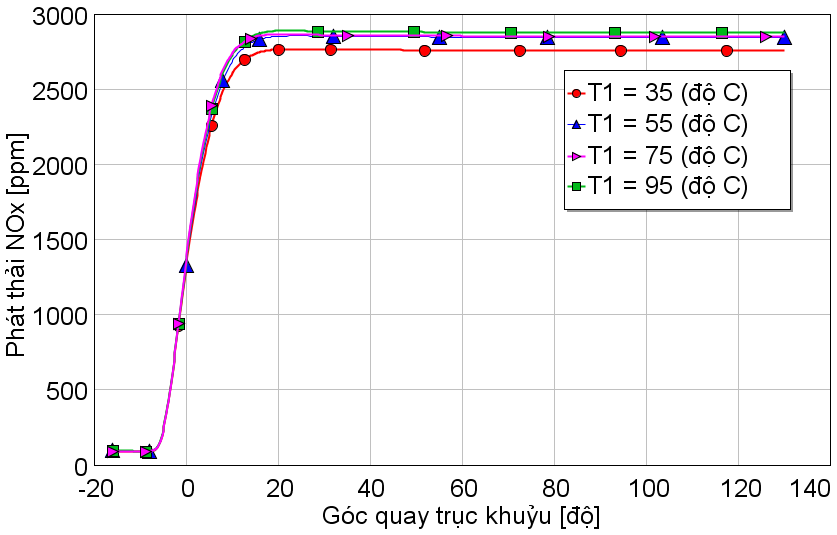 3000
2500
2000
1500
1000
500
0
Phát thải NOx [ppm]
T1 = 35 (độ C)
T1 = 55 (độ C)
T1 = 75 (độ C)
T1 = 95 (độ C)
-20 0 20 40 60 80 100 120 140
Góc quay trục khuỷu [độ]